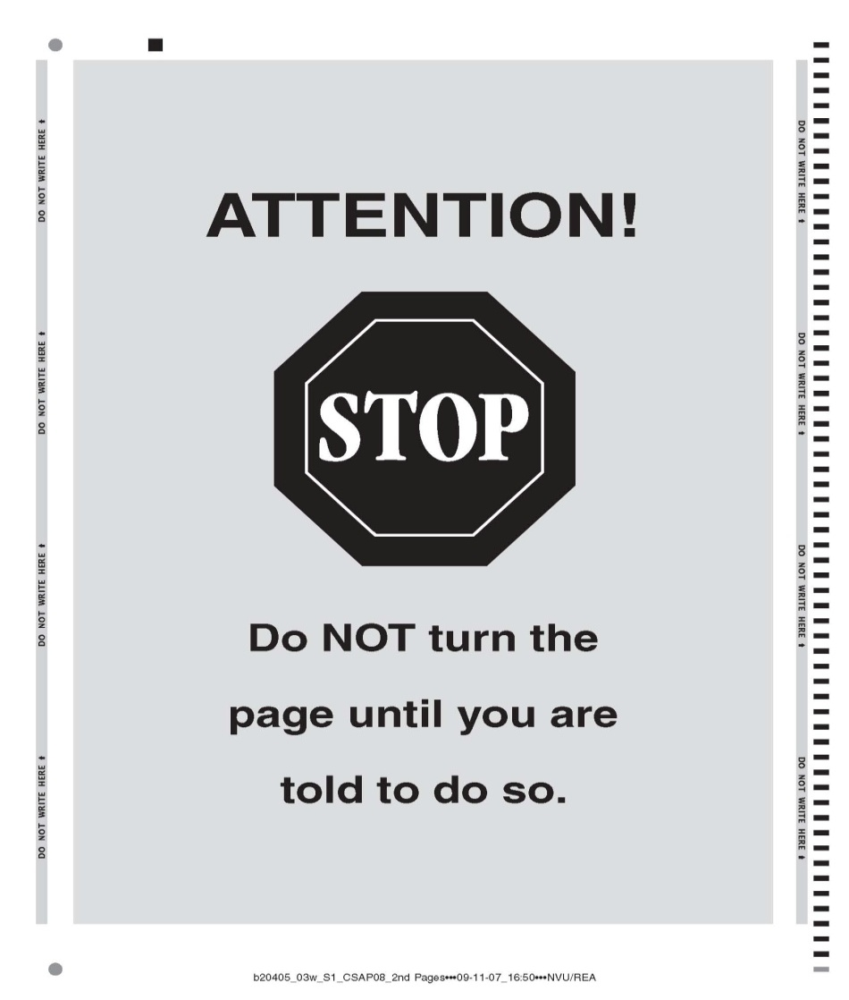 ATTENTION!
STOP
Do NOT turn the
page until you are
told to do so.
DO NOT WRITE HERE
DO NOT WRITE HERE
DO NOT WRITE HERE
DO NOT WRITE HERE
DO NOT WRITE HERE
DO NOT WRITE HERE
DO NOT WRITE HERE
DO NOT WRITE HERE
b20405_03w_S1_CSAP08_2nd Pages•••09-11-07_16:50•••NVU/REA